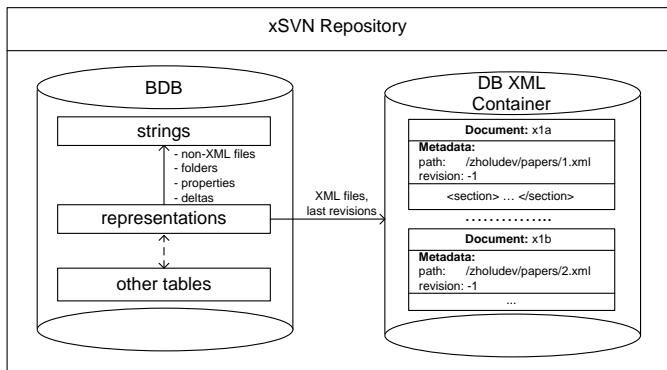 xSVN Repository
BDB
strings
- non-XML files
- folders
- properties
- deltas
representations
other tables
XML files,
last revisions
DB XML
Container
Document: x1a
Metadata:
path: /zholudev/papers/1.xml
revision: -1
<section> ... </section>
..............
Document: x1b
Metadata:
path: /zholudev/papers/2.xml
revision: -1
...